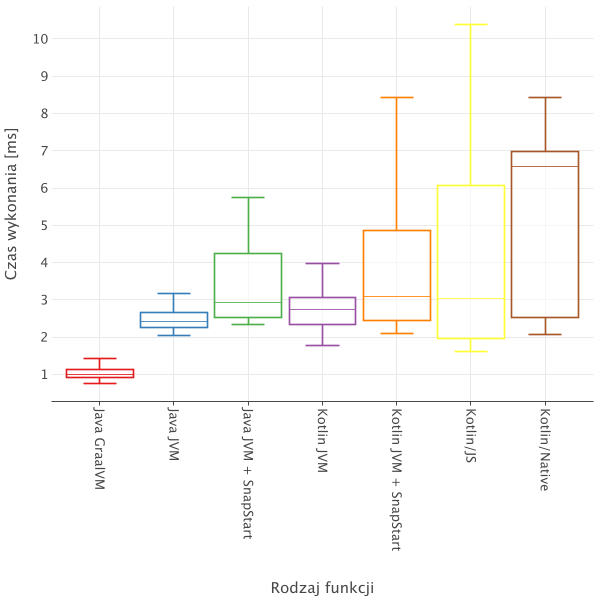 Czas wykonania [ms]
10
9
8
7
6
5
4
3
2
1
Java GraalVM
Java JVM
Java JVM + SnapStart
Kotlin JVM
Kotlin JVM + SnapStart
Kotlin/JS
Kotlin/Native
Rodzaj funkcji